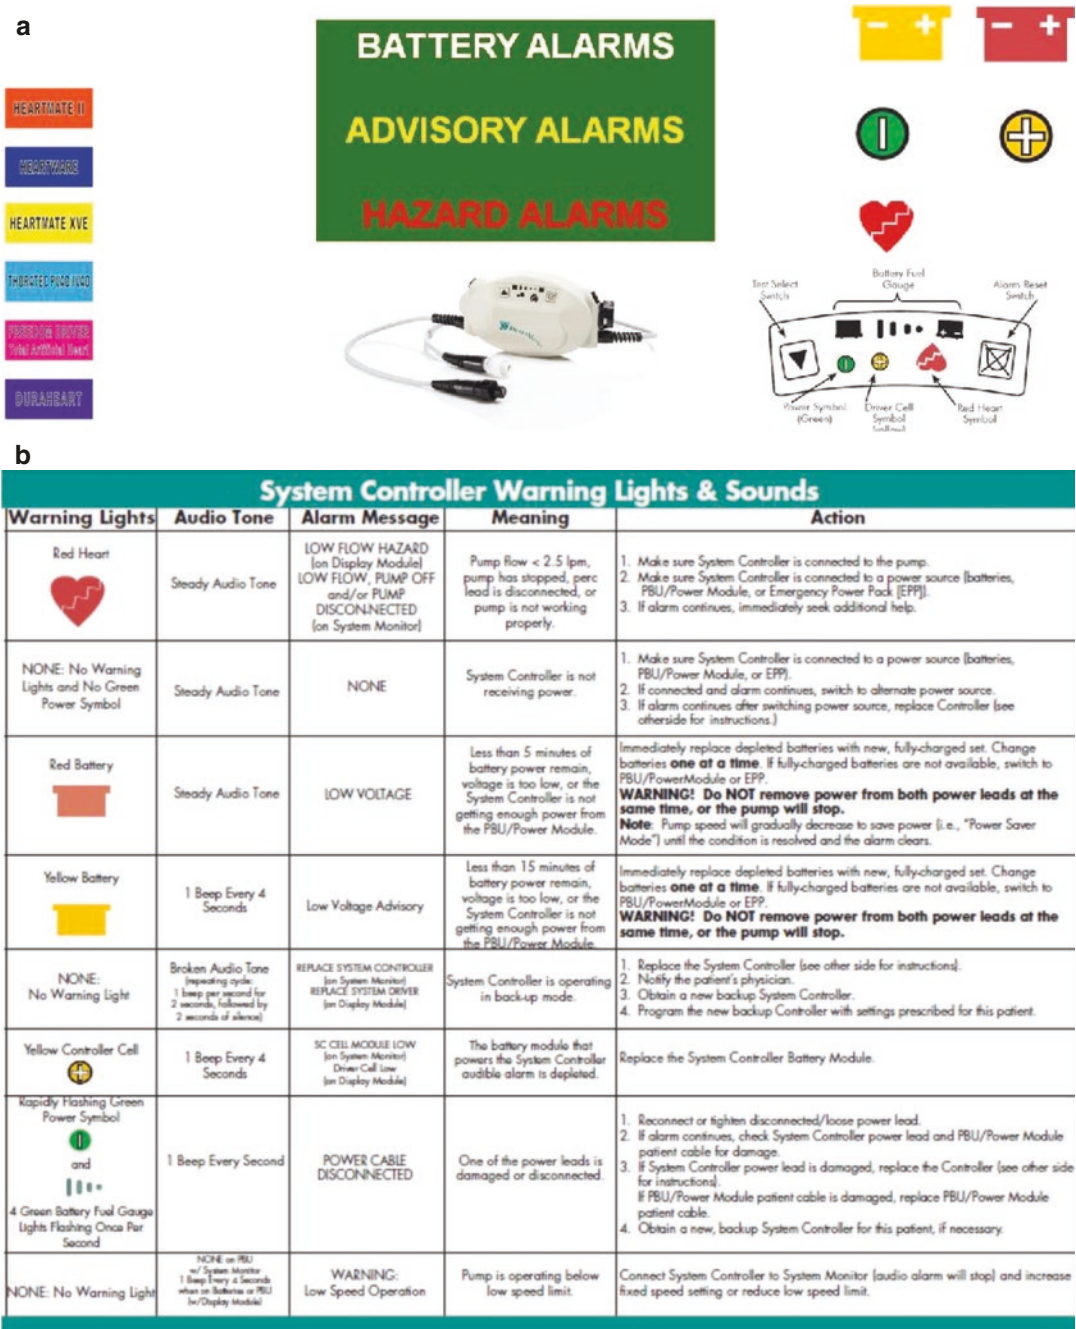 a
BATTERY ALARMS
ADVISORY ALARMS
HAZARD ALARMS
HEARTMATE II
HEARTWARE
HEARTMATE XVE
THORATEC PVAD IVAD
FREEDOM DRIVER
Total Artificial Heart
DURAHEART
Battery Fuel
Gauge
Test Select
Switch
Alarm Reset
Switch
Power Symbol
(Green)
Driver Cell
Symbol
(yellow)
Red Heart
Symbol
b
System Controller Warning Lights & Sounds
Warning Lights
Audio Tone
Alarm Message
Meaning
Action
Red Heart
Steady Audio Tone
LOW FLOW HAZARD
(on Display Module)
LOW FLOW, PUMP OFF
and/or PUMP
DISCON-NECTED
(on System Monitor)
Pump flow < 2.5 lpm,
pump has stopped, perc
lead is disconnected, or
pump is not working
properly.
1. Make sure System Controller is connected to the pump.
2. Make sure System Controller is connected to a power source (batteries,
PBU/Power Module, or Emergency Power Pack [EPP]).
3. If alarm continues, immediately seek additional help.
NONE: No Warning
Lights and No Green
Power Symbol
Steady Audio Tone
NONE
System Controller is not
receiving power.
1. Make sure System Controller is connected to a power source (batteries,
PBU/Power Module, or EPP).
2. If connected and alarm continues, switch to alternate power source.
3. If alarm continues after switching power source, replace Controller (see
otherside for instructions.)
Red Battery
Steady Audio Tone
LOW VOLTAGE
Less than 5 minutes of
battery power remain,
voltage is too low, or the
System Controller is not
getting enough power from
the PBU/Power Module.
Immediately replace depleted batteries with new, fully-charged set. Change
batteries one at a time. If fully-charged batteries are not available, switch to
PBU/PowerModule or EPP.
WARNING! Do NOT remove power from both power leads at the
same time, or the pump will stop.
Note: Pump speed will gradually decrease to save power (i.e., "Power Saver
Mode") until the condition is resolved and the alarm clears.
Yellow Battery
1 Beep Every 4
Seconds
Low Voltage Advisory
Less than 15 minutes of
battery power remain,
voltage is too low, or the
System Controller is not
getting enough power from
the PBU/Power Module.
Immediately replace depleted batteries with new, fully-charged set. Change
batteries one at a time. If fully-charged batteries are not available, switch to
PBU/PowerModule or EPP.
WARNING! Do NOT remove power from both power leads at the
same time, or the pump will stop.
NONE:
No Warning Light
Broken Audio Tone
(repeating cycle:
1 beep per second for
2 seconds, followed by
2 seconds of silence)
REPLACE SYSTEM CONTROLLER
(on System Monitor)
REPLACE SYSTEM DRIVER
(on Display Module)
System Controller is operating
in back-up mode.
1. Replace the System Controller (see other side for instructions).
2. Notify the patient's physician.
3. Obtain a new backup System Controller.
4. Program the new backup Controller with settings prescribed for this patient.
Yellow Controller Cell
1 Beep Every 4
Seconds
SC CELL MODULE LOW
(on System Monitor)
Driver Cell Low
(on Display Module)
The battery module that
powers the System Controller
audible alarm is depleted.
Replace the System Controller Battery Module.
Rapidly Flashing Green
Power Symbol
and
4 Green Battery Fuel Gauge
Lights Flashing Once Per
Second
1 Beep Every Second
POWER CABLE
DISCONNECTED
One of the power leads is
damaged or disconnected.
1. Reconnect or tighten disconnected/loose power lead.
2. If alarm continues, check System Controller power lead and PBU/Power Module
patient cable for damage.
3. If System Controller power lead is damaged, replace the Controller (see other side
for instructions).
If PBU/Power Module patient cable is damaged, replace PBU/Power Module
patient cable.
4. Obtain a new, backup System Controller for this patient, if necessary.
NONE: No Warning Light
NONE on PBU
w/ System Monitor
1 Beep Every 4 Seconds
when on Batteries or PBU
(w/Display Module)
WARNING:
Low Speed Operation
Pump is operating below
low speed limit.
Connect System Controller to System Monitor (audio alarm will stop) and increase
fixed speed setting or reduce low speed limit.